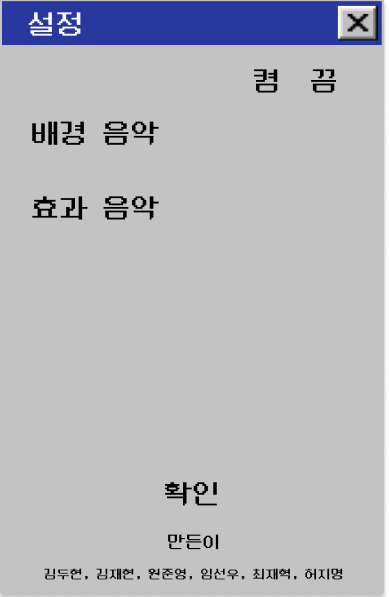 설정
켬 끔
배경 음악
효과 음악
확인
만든이
김두현, 김재현, 원준영, 임선우, 최재혁, 허지명